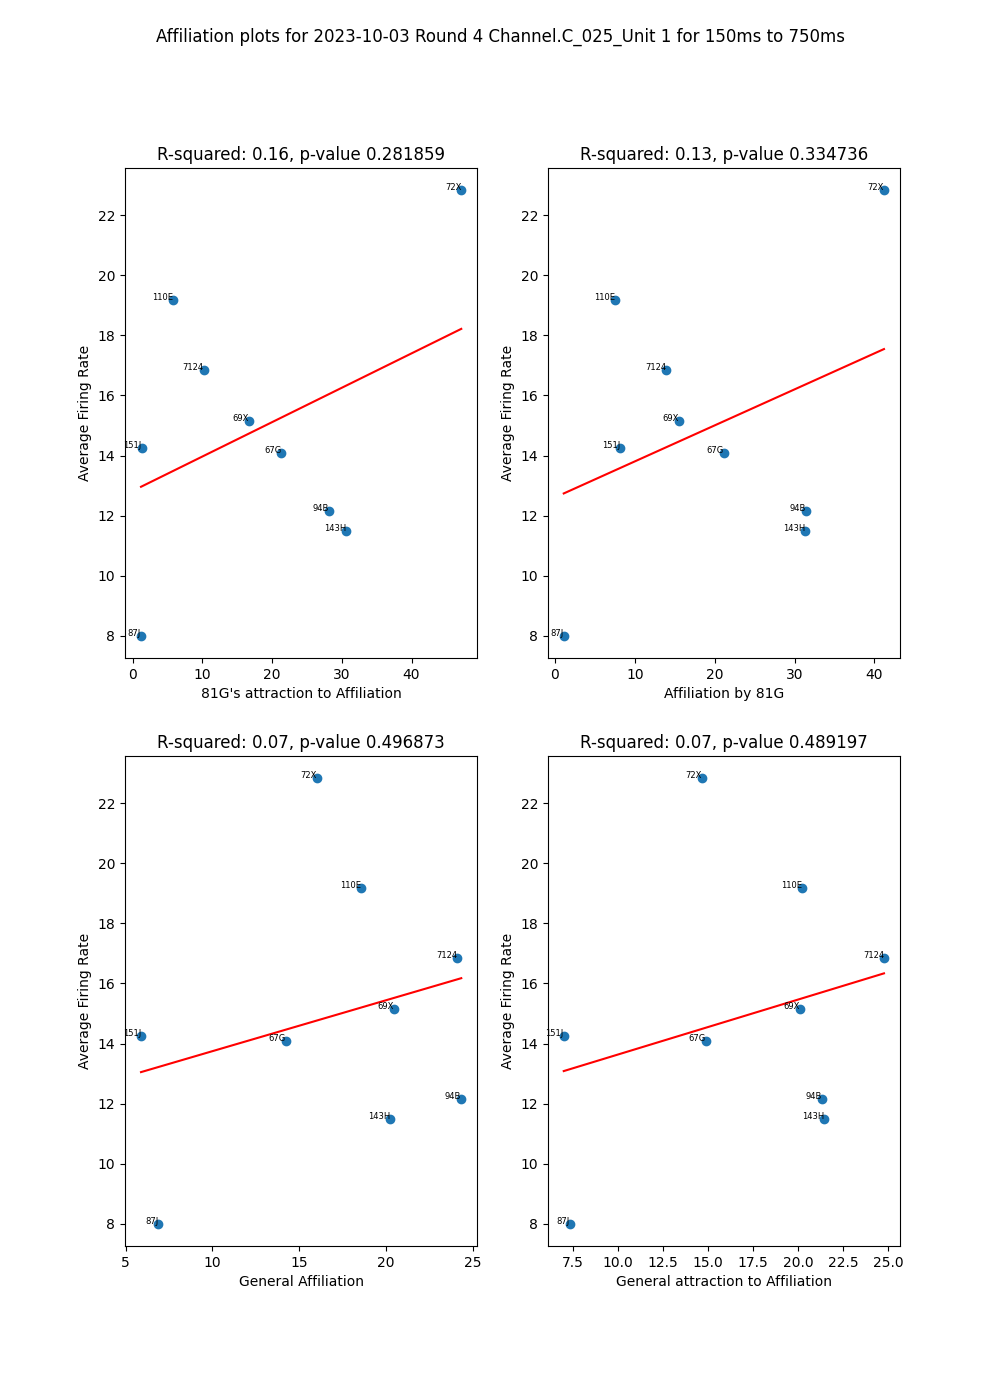 Affiliation plots for 2023-10-03 Round 4 Channel.C_025_Unit 1 for 150ms to 750ms
R-squared: 0.16, p-value 0.281859
Average Firing Rate
22
20
18
16
14
12
10
8
72X
110E
7124
69X
151J
67G
94B
143H
87J
0 10 20 30 40
81G's attraction to Affiliation
R-squared: 0.13, p-value 0.334736
Average Firing Rate
22
20
18
16
14
12
10
8
72X
110E
7124
69X
151J
67G
94B
143H
87J
0 10 20 30 40
Affiliation by 81G
R-squared: 0.07, p-value 0.496873
Average Firing Rate
22
20
18
16
14
12
10
8
72X
110E
7124
69X
151J
67G
94B
143H
87J
5 10 15 20 25
General Affiliation
R-squared: 0.07, p-value 0.489197
Average Firing Rate
22
20
18
16
14
12
10
8
72X
110E
7124
69X
151J
67G
94B
143H
87J
7.5 10.0 12.5 15.0 17.5 20.0 22.5 25.0
General attraction to Affiliation